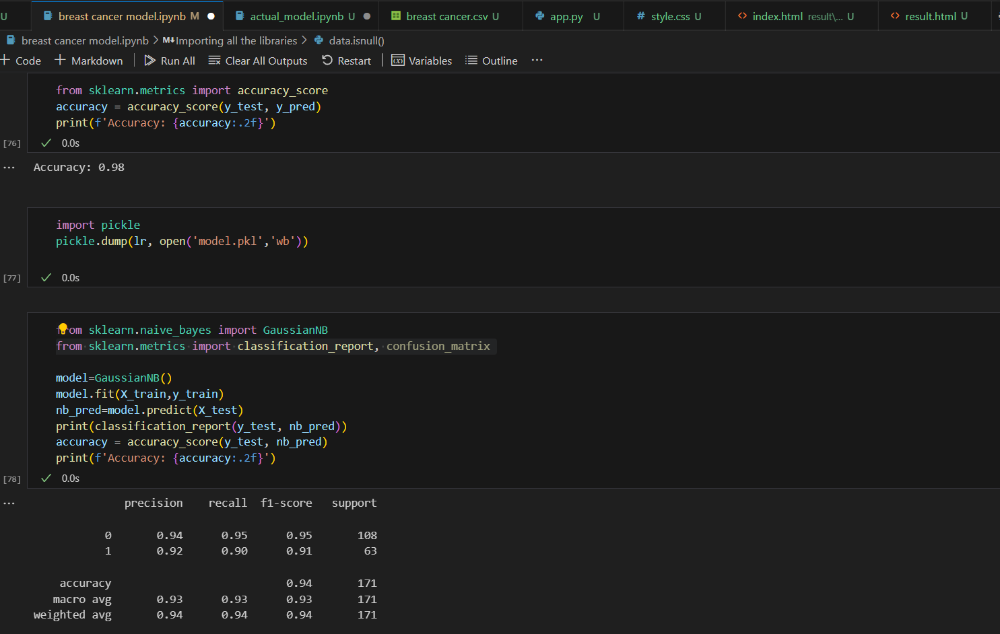 U breast cancer model.ipynb M actual_model.ipynb U breast cancer.csv U app.py U # style.css U <> index.html result\... U <> result.html U
breast cancer model.ipynb > M↓Importing all the libraries > data.isnull()
+ Code + Markdown | Run All Clear All Outputs Restart | Variables Outline ...
from sklearn.metrics import accuracy_score
accuracy = accuracy_score(y_test, y_pred)
print(f'Accuracy: {accuracy:.2f}')
[76] ✓ 0.0s
... Accuracy: 0.98
import pickle
pickle.dump(lr, open('model.pkl','wb'))
[77] ✓ 0.0s
from sklearn.naive_bayes import GaussianNB
from sklearn.metrics import classification_report, confusion_matrix
model=GaussianNB()
model.fit(X_train,y_train)
nb_pred=model.predict(X_test)
print(classification_report(y_test, nb_pred))
accuracy = accuracy_score(y_test, nb_pred)
print(f'Accuracy: {accuracy:.2f}')
[78] ✓ 0.0s
... precision recall f1-score support
0 0.94 0.95 0.95 108
1 0.92 0.90 0.91 63
accuracy 0.94 171
macro avg 0.93 0.93 0.93 171
weighted avg 0.94 0.94 0.94 171